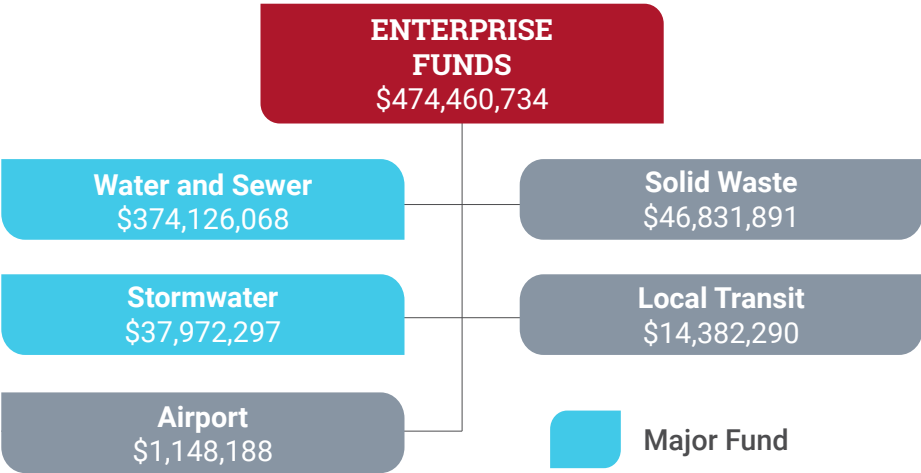 ENTERPRISE
FUNDS
$474,460,734
Water and Sewer
$374,126,068
Solid Waste
$46,831,891
Stormwater
$37,972,297
Local Transit
$14,382,290
Airport
$1,148,188
Major Fund